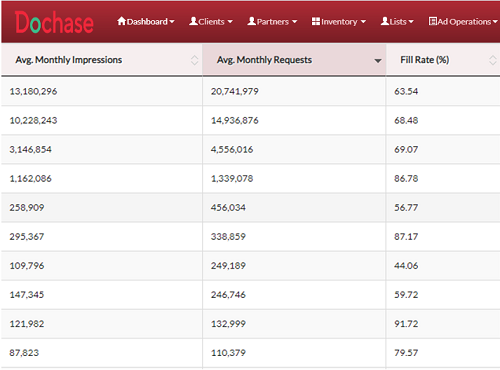 Dochase Dashboard Clients Partners Inventory Lists Ad Operations
Avg. Monthly Impressions Avg. Monthly Requests Fill Rate (%)
13,180,296 20,741,979 63.54
10,228,243 14,936,876 68.48
3,146,854 4,556,016 69.07
1,162,086 1,339,078 86.78
258,909 456,034 56.77
295,367 338,859 87.17
109,796 249,189 44.06
147,345 246,746 59.72
121,982 132,999 91.72
87,823 110,379 79.57